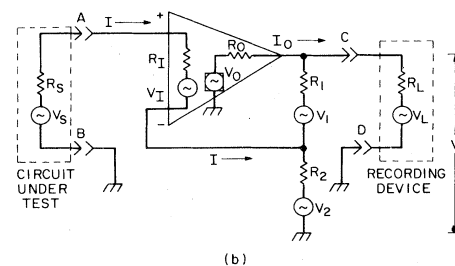 A
I
+
I_O
C
R_O
R_I
V_O
R_S
R_1
R_L
V_I
V_S
V_1
V_L
−
B
D
CIRCUIT
UNDER
TEST
I
R_2
RECORDING
DEVICE
V
V_2
(b)